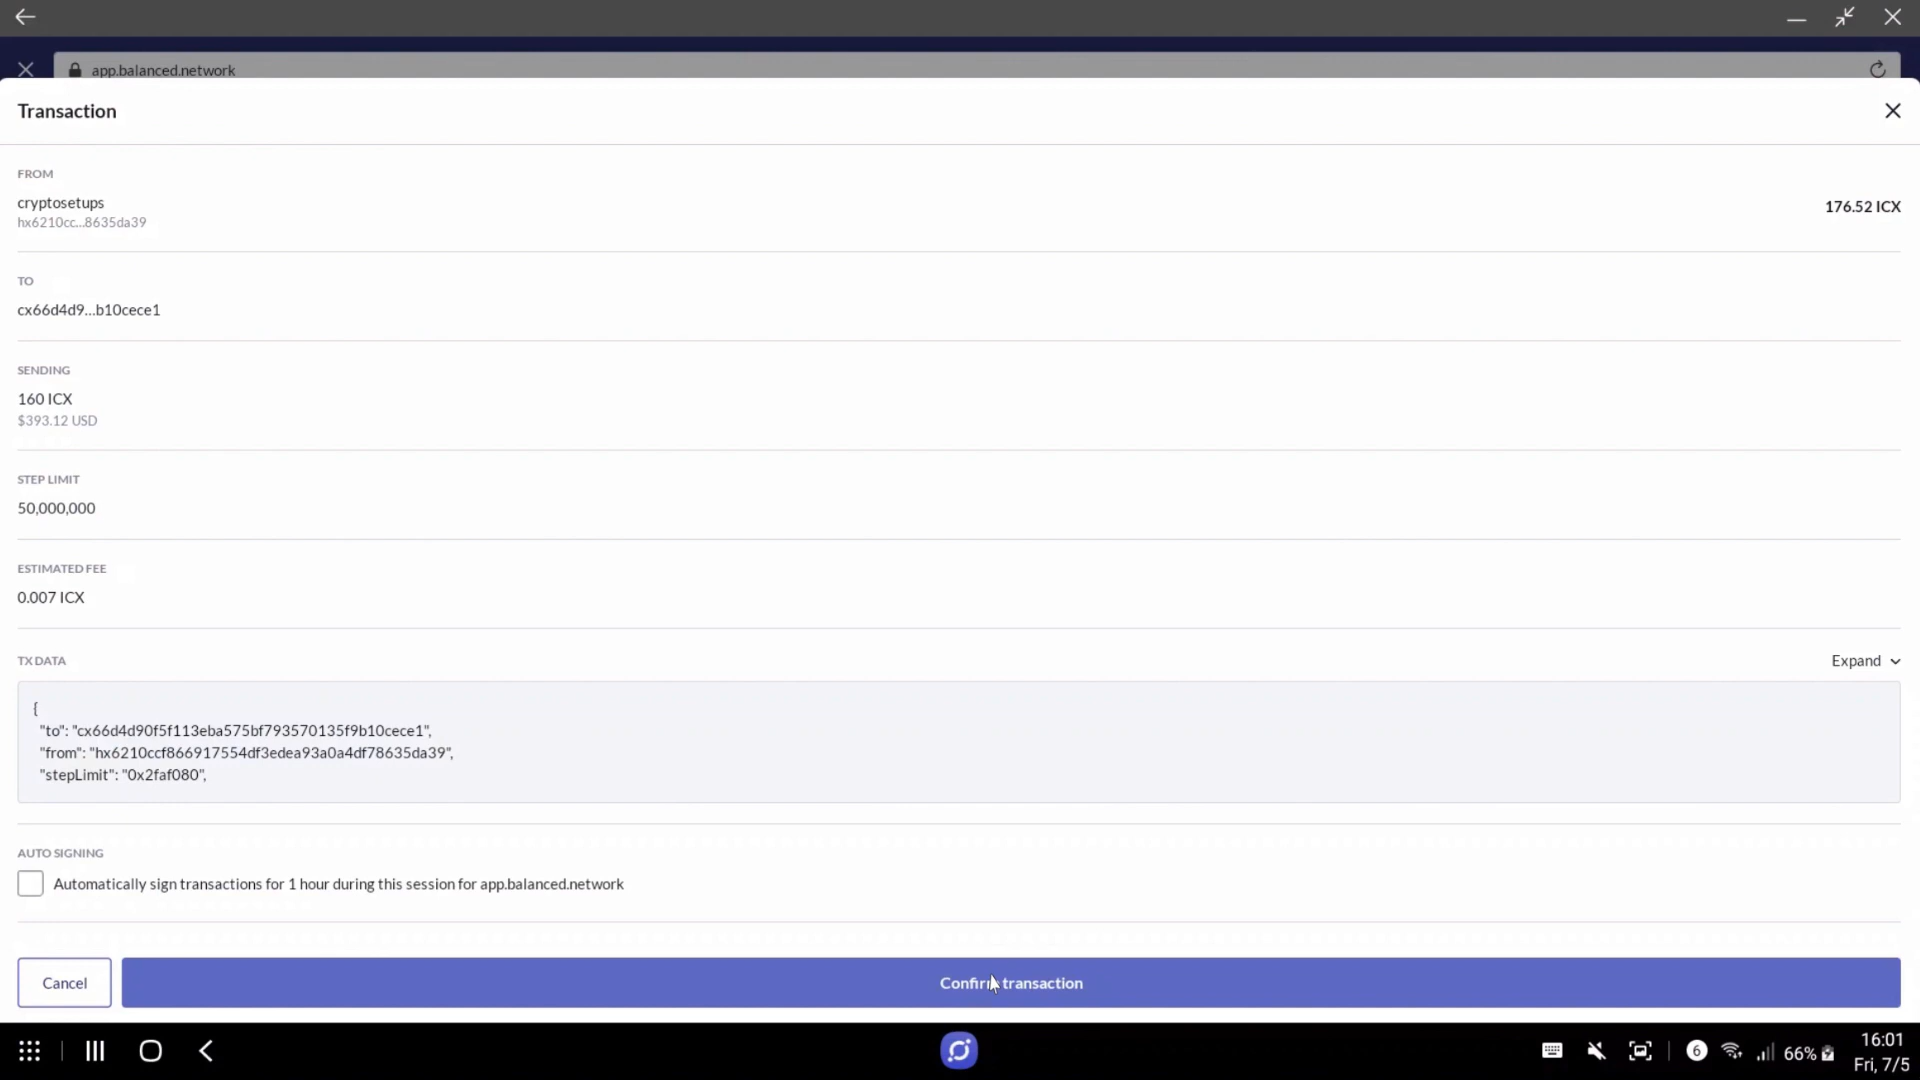 app.balanced.network
Transaction
FROM
cryptosetups
hx6210cc...8635da39
176.52 ICX
TO
cx66d4d9...b10cece1
SENDING
160 ICX
$393.12 USD
STEP LIMIT
50,000,000
ESTIMATED FEE
0.007 ICX
TX DATA
Expand
{
"to": "cx66d4d90f5f113eba575bf793570135f9b10cece1",
"from": "hx6210ccf866917554df3edea93a0a4df78635da39",
"stepLimit": "0x2faf080",
AUTO SIGNING
Automatically sign transactions for 1 hour during this session for app.balanced.network
Cancel
Confirm transaction
6
66%
16:01
Fri, 7/5